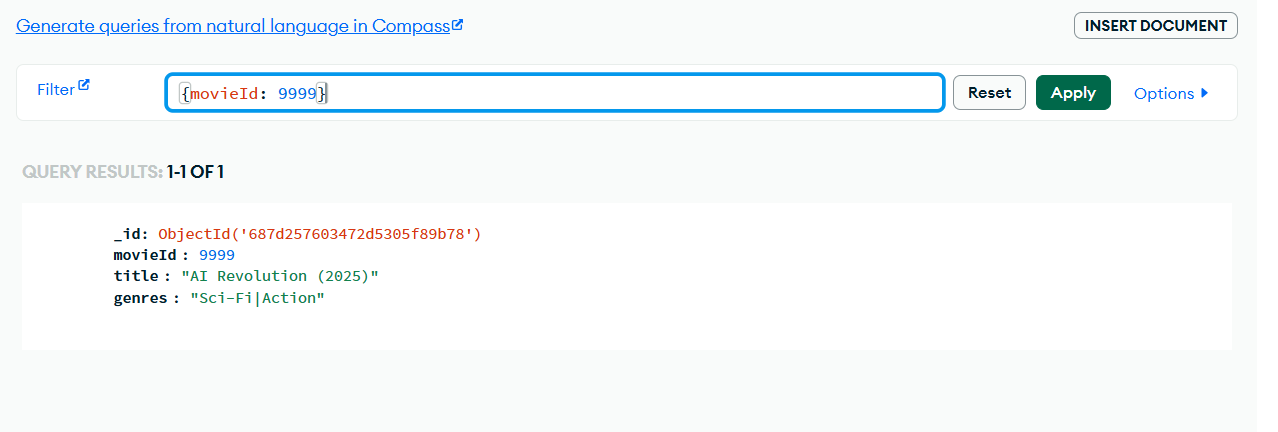 Generate queries from natural language in Compass
INSERT DOCUMENT
Filter {movieId: 9999} Reset Apply Options
QUERY RESULTS: 1-1 OF 1
_id: ObjectId('687d257603472d5305f89b78')
movieId : 9999
title : "AI Revolution (2025)"
genres : "Sci-Fi|Action"